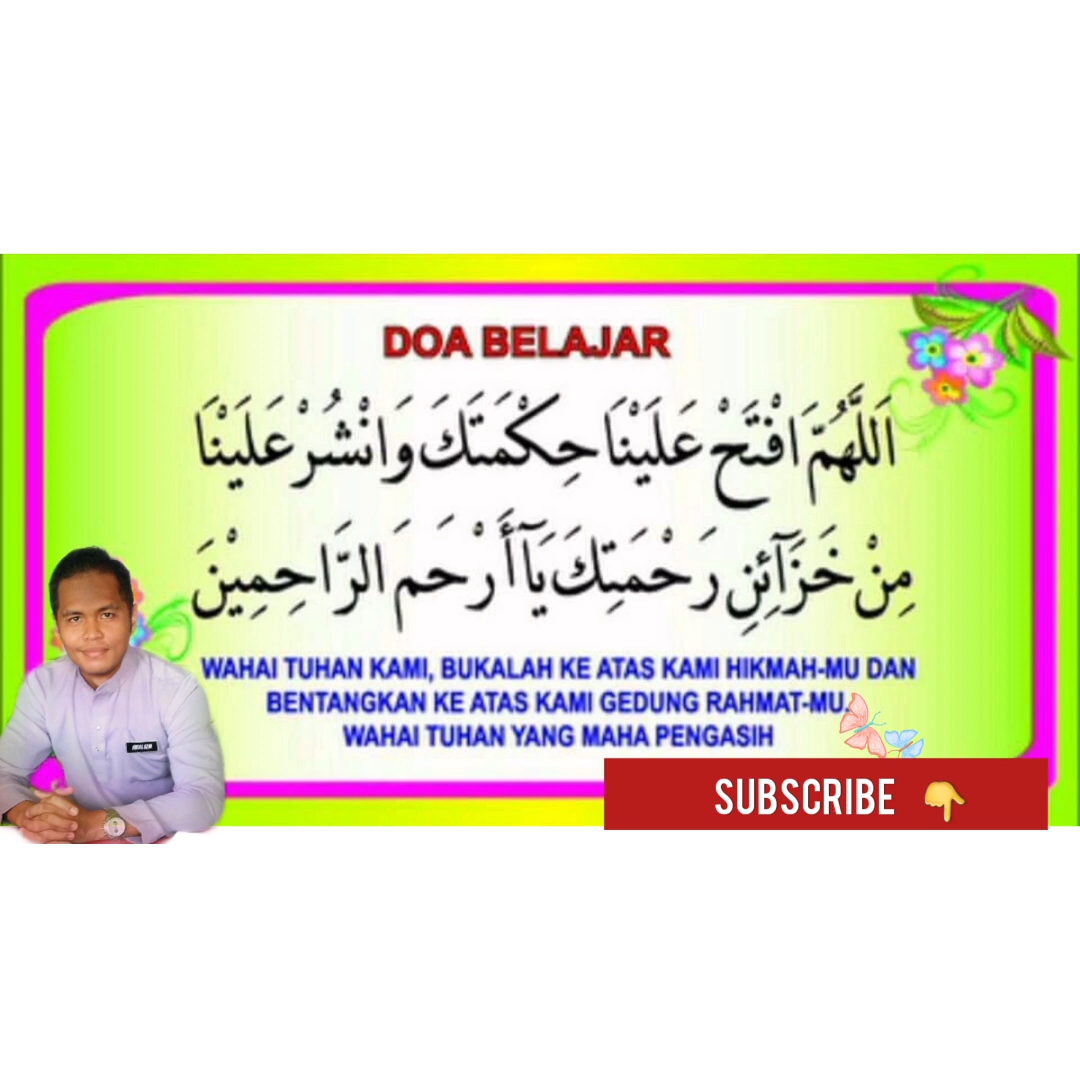 DOA BELAJAR
اَللَّهُمَّ افْتَحْ عَلَيْنَا حِكْمَتَكَ وَانْشُرْ عَلَيْنَا
مِنْ خَزَآئِنِ رَحْمَتِكَ يَآ أَرْحَمَ الرَّاحِمِيْنَ
WAHAI TUHAN KAMI, BUKALAH KE ATAS KAMI HIKMAH-MU DAN
BENTANGKAN KE ATAS KAMI GEDUNG RAHMAT-MU.
WAHAI TUHAN YANG MAHA PENGASIH
SUBSCRIBE 👇